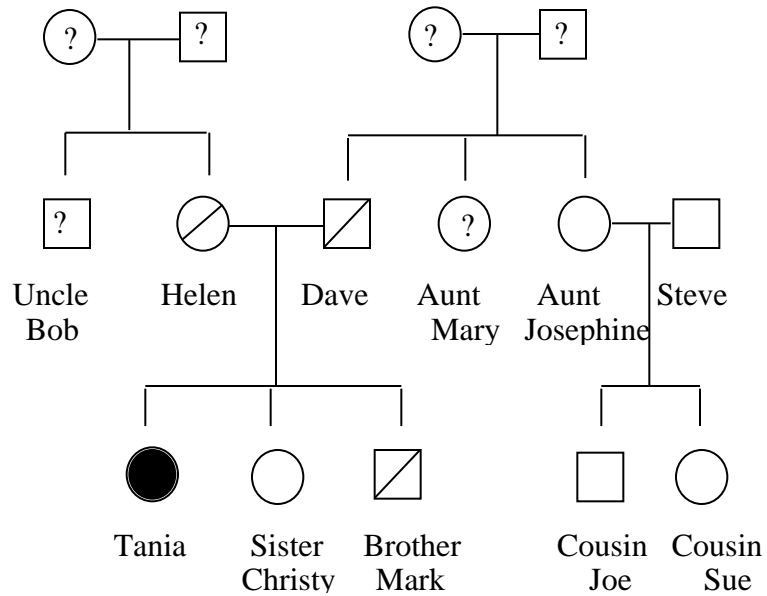 ? ? ? ?
? ?
Uncle Helen Dave Aunt Aunt Steve
Bob Mary Josephine
Tania Sister Brother Cousin Cousin
Christy Mark Joe Sue